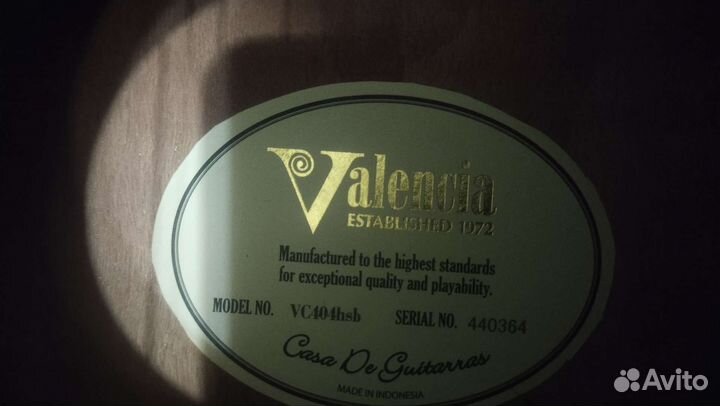 Valencia
ESTABLISHED 1972
Manufactured to the highest standards
for exceptional quality and playability.
MODEL NO. VC404hsb SERIAL NO. 440364
Casa De Guitarras
MADE IN INDONESIA
Avito